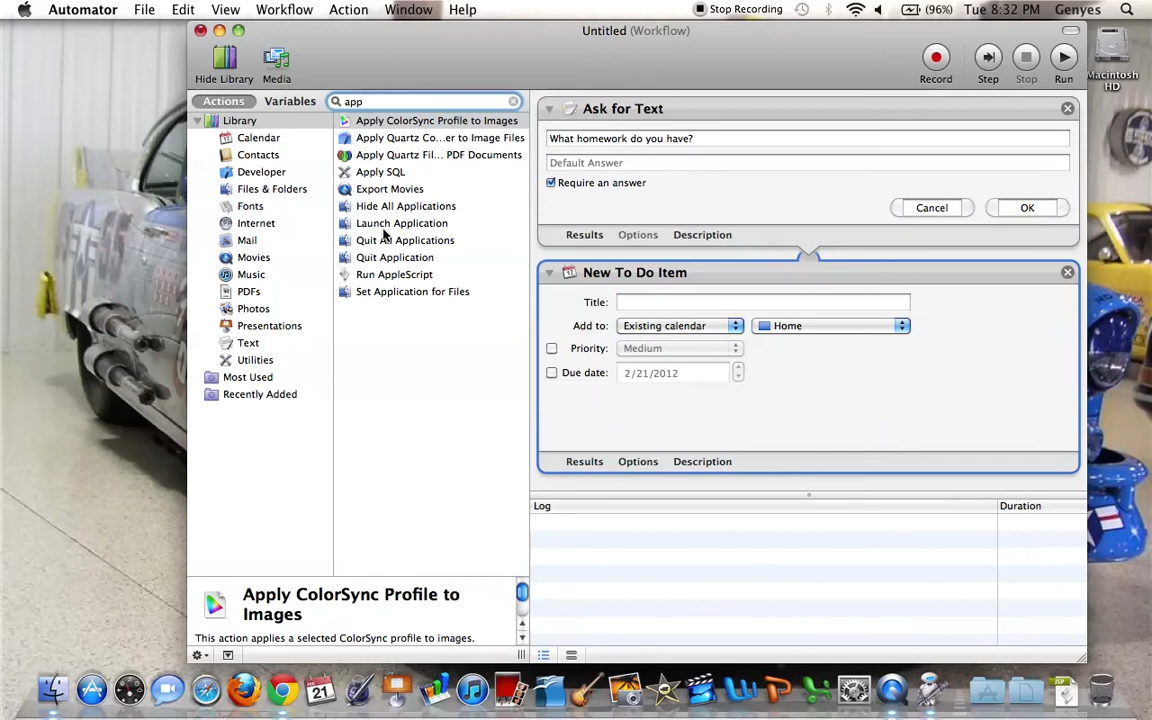 Automator File Edit View Workflow Action Window Help Stop Recording (96%) Tue 8:32 PM Genyes
Untitled (Workflow)
Hide Library Media Record Step Stop Run
Macintosh HD
Actions Variables app
Library
Calendar
Contacts
Developer
Files & Folders
Fonts
Internet
Mail
Movies
Music
PDFs
Photos
Presentations
Text
Utilities
Most Used
Recently Added
Apply ColorSync Profile to Images
Apply Quartz Co...er to Image Files
Apply Quartz Fil... PDF Documents
Apply SQL
Export Movies
Hide All Applications
Launch Application
Quit All Applications
Quit Application
Run AppleScript
Set Application for Files
Ask for Text
What homework do you have?
Default Answer
Require an answer
Cancel OK
Results Options Description
New To Do Item
Title:
Add to: Existing calendar Home
Priority: Medium
Due date: 2/21/2012
Results Options Description
Log Duration
Apply ColorSync Profile to
Images
This action applies a selected ColorSync profile to images.
FEB
21